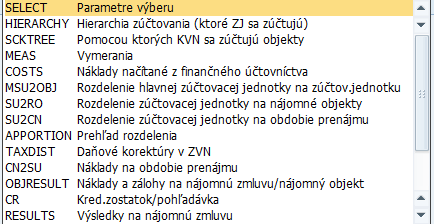 SELECT Parametre výberu
HIERARCHY Hierarchia zúčtovania (ktoré ZJ sa zúčtujú)
SCKTREE Pomocou ktorých KVN sa zúčtujú objekty
MEAS Vymerania
COSTS Náklady načítané z finančného účtovníctva
MSU2OBJ Rozdelenie hlavnej zúčtovacej jednotky na zúčtov.jednotku
SU2RO Rozdelenie zúčtovacej jednotky na nájomné objekty
SU2CN Rozdelenie zúčtovacej jednotky na obdobie prenájmu
APPORTION Prehľad rozdelenia
TAXDIST Daňové korektúry v ZVN
CN2SU Náklady na obdobie prenájmu
OBJRESULT Náklady a zálohy na nájomnú zmluvu/nájomný objekt
CR Kred.zostatok/pohľadávka
RESULTS Výsledky na nájomnú zmluvu